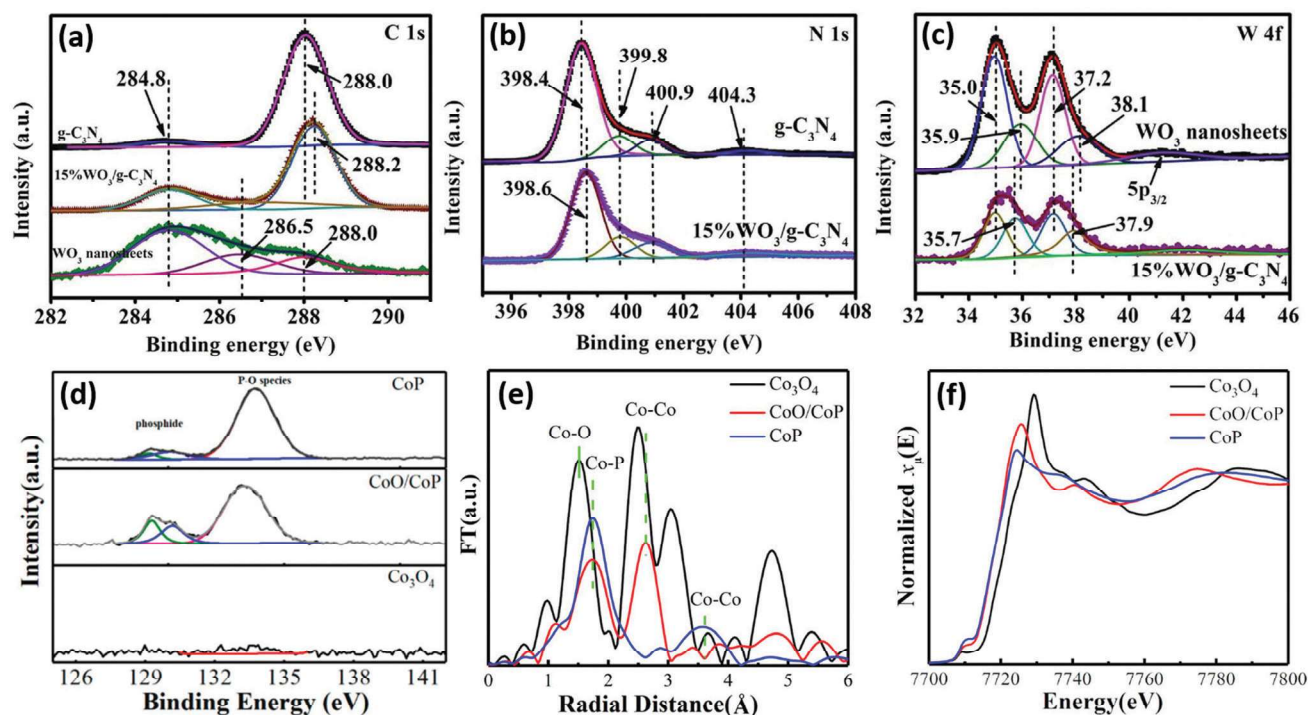 (a)
C 1s
284.8
288.0
g-C₃N₄
288.2
15%WO₃/g-C₃N₄
286.5
288.0
WO₃ nanosheets
Intensity (a.u.)
282 284 286 288 290
Binding energy (eV)
(b)
N 1s
399.8
398.4
400.9
404.3
g-C₃N₄
398.6
15%WO₃/g-C₃N₄
Intensity (a.u.)
396 398 400 402 404 406 408
Binding energy (eV)
(c)
W 4f
35.0
37.2
38.1
35.9
WO₃ nanosheets
5p₃/₂
35.7
37.9
15%WO₃/g-C₃N₄
Intensity (a.u.)
32 34 36 38 40 42 44 46
Binding energy (eV)
(d)
P-O species
CoP
phosphide
CoO/CoP
Co₃O₄
Intensity(a.u.)
126 129 132 135 138 141
Binding Energy (eV)
(e)
Co₃O₄
CoO/CoP
CoP
Co-Co
Co-O
Co-P
Co-Co
FT(a.u.)
0 1 2 3 4 5 6
Radial Distance(Å)
(f)
Co₃O₄
CoO/CoP
CoP
Normalized xμ(E)
7700 7720 7740 7760 7780 7800
Energy(eV)